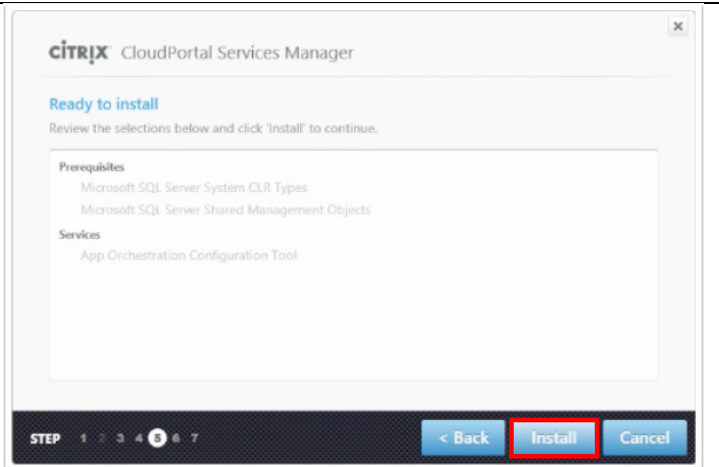 CITRIX CloudPortal Services Manager
Ready to install
Review the selections below and click 'Install' to continue.
Prerequisites
Microsoft SQL Server System CLR Types
Microsoft SQL Server Shared Management Objects
Services
App Orchestration Configuration Tool
STEP 1 2 3 4 5 6 7 < Back Install Cancel